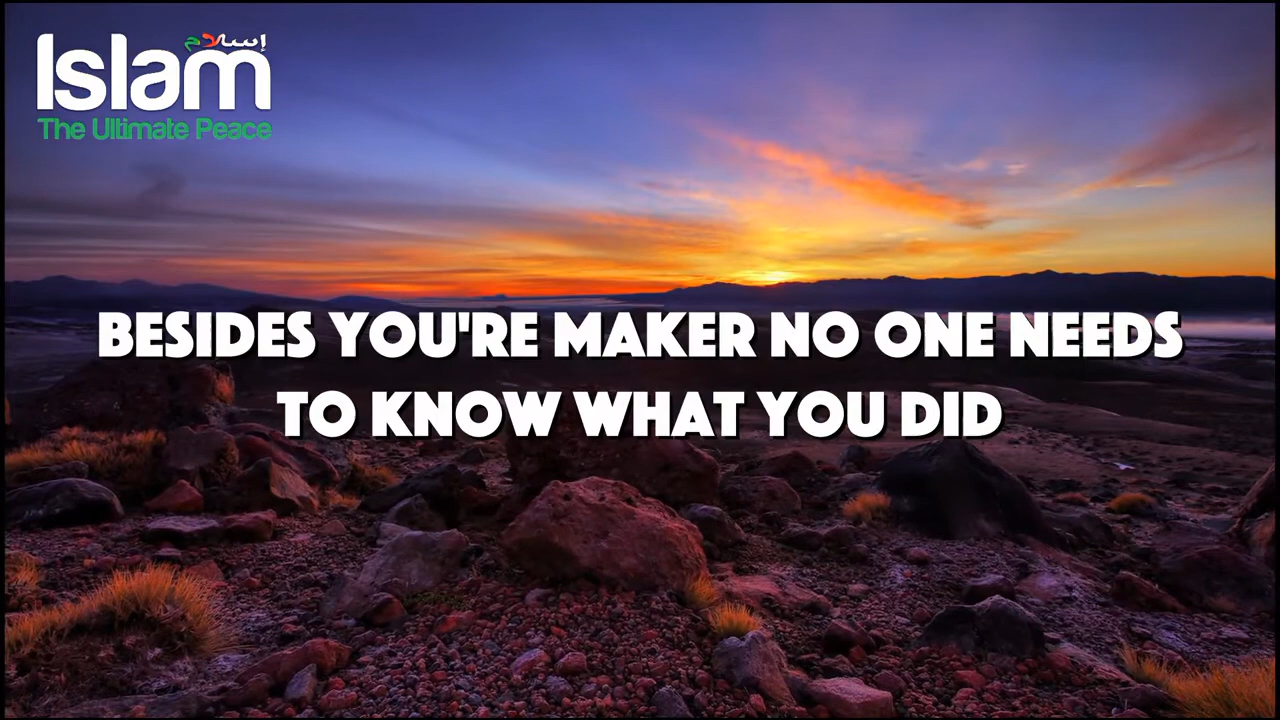 إسلام
Islam
The Ultimate Peace
BESIDES YOU'RE MAKER NO ONE NEEDS
TO KNOW WHAT YOU DID